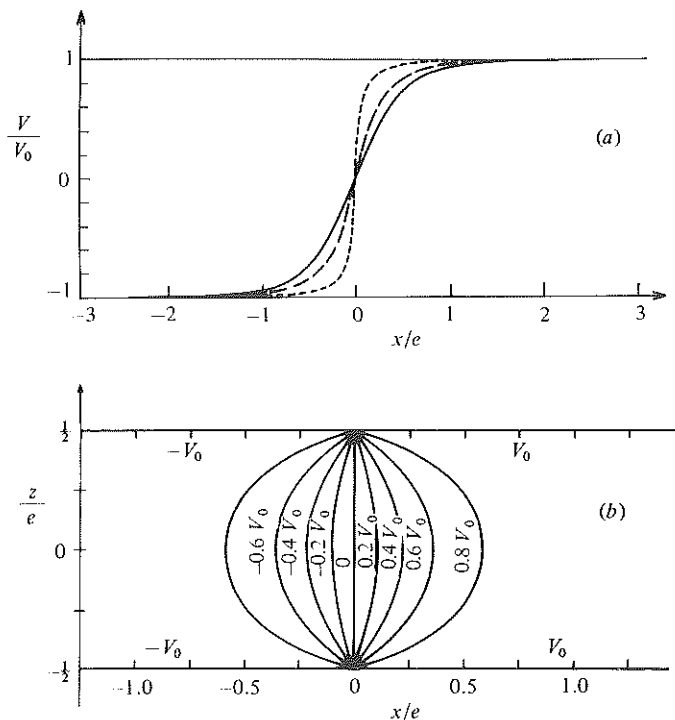 1
V
V₀
(a)
0
−1
−3 −2 −1 0 1 2 3
x/e
½
−V₀ V₀
z
e
(b)
0
−0.6 V₀ −0.4 V₀ −0.2 V₀ 0 0.2 V₀ 0.4 V₀ 0.6 V₀ 0.8 V₀
−V₀ V₀
−½
−1.0 −0.5 0 0.5 1.0
x/e